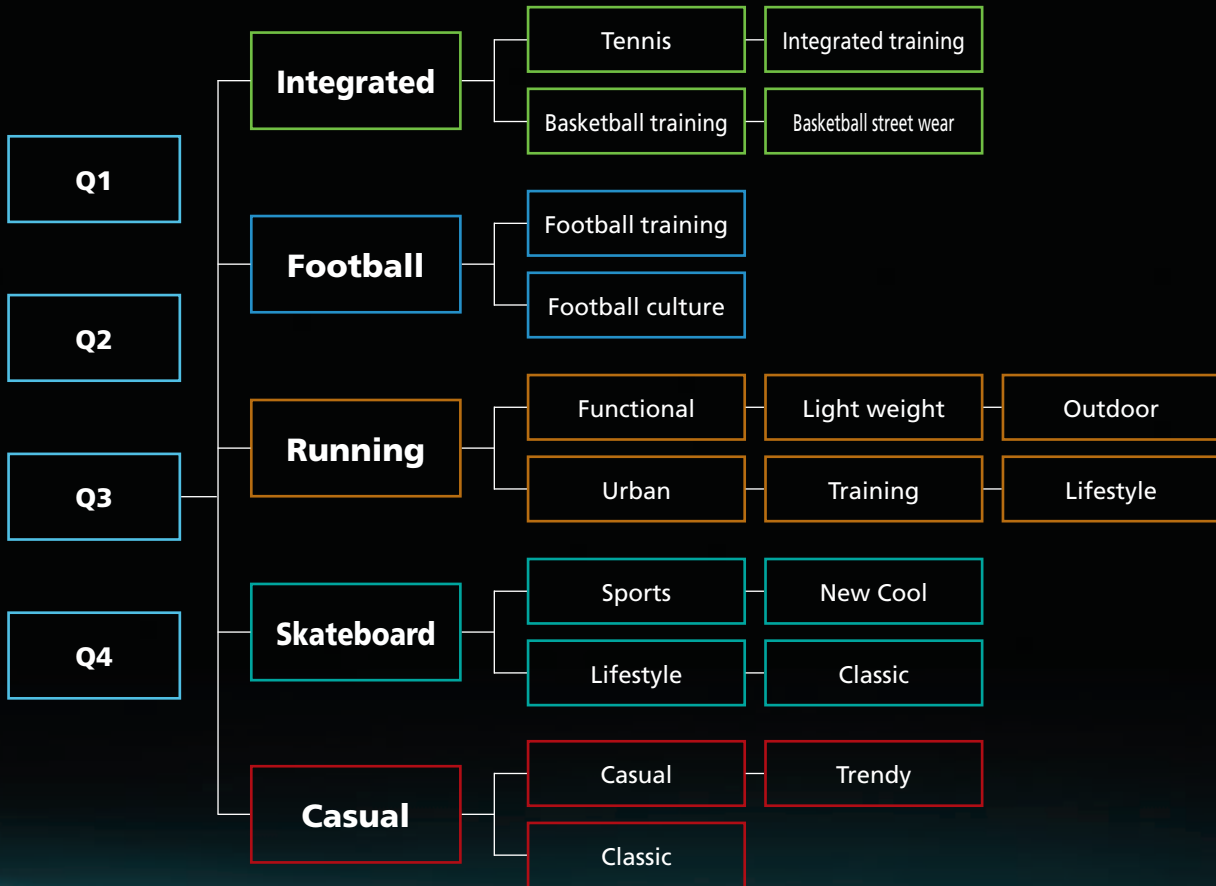 Q1
Q2
Q3
Q4
Integrated
Tennis
Integrated training
Basketball training
Basketball street wear
Football
Football training
Football culture
Running
Functional
Light weight
Outdoor
Urban
Training
Lifestyle
Skateboard
Sports
New Cool
Lifestyle
Classic
Casual
Casual
Trendy
Classic